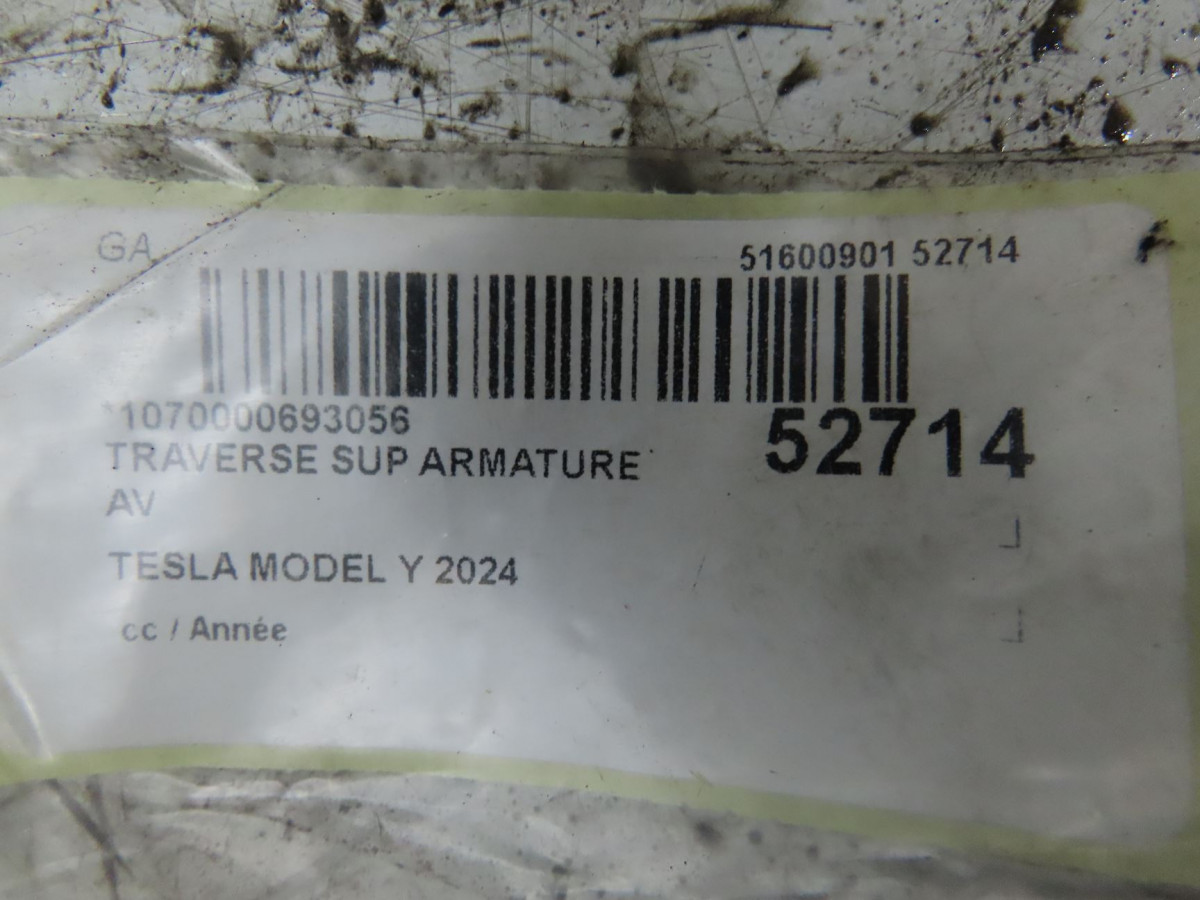 GA
51600901 52714
*1070000693056
52714
TRAVERSE SUP ARMATURE
AV
TESLA MODEL Y 2024
cc / Année